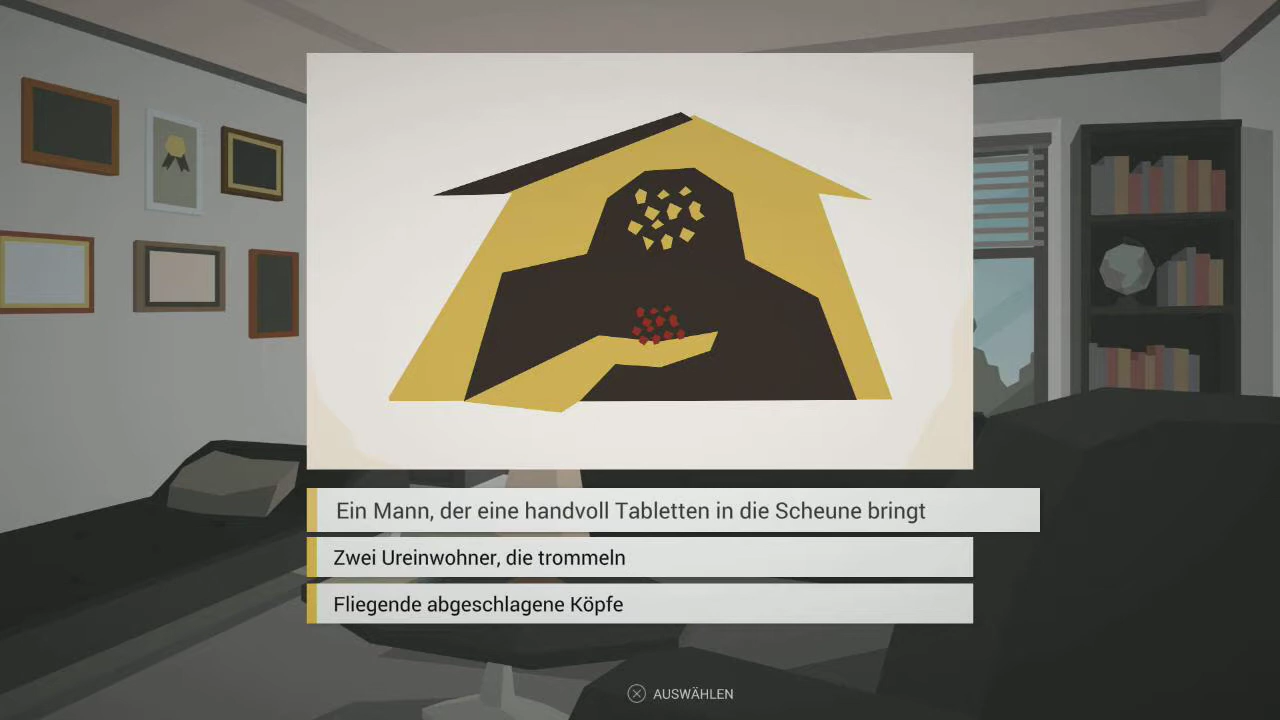 Ein Mann, der eine handvoll Tabletten in die Scheune bringt
Zwei Ureinwohner, die trommeln
Fliegende abgeschlagene Köpfe
AUSWÄHLEN